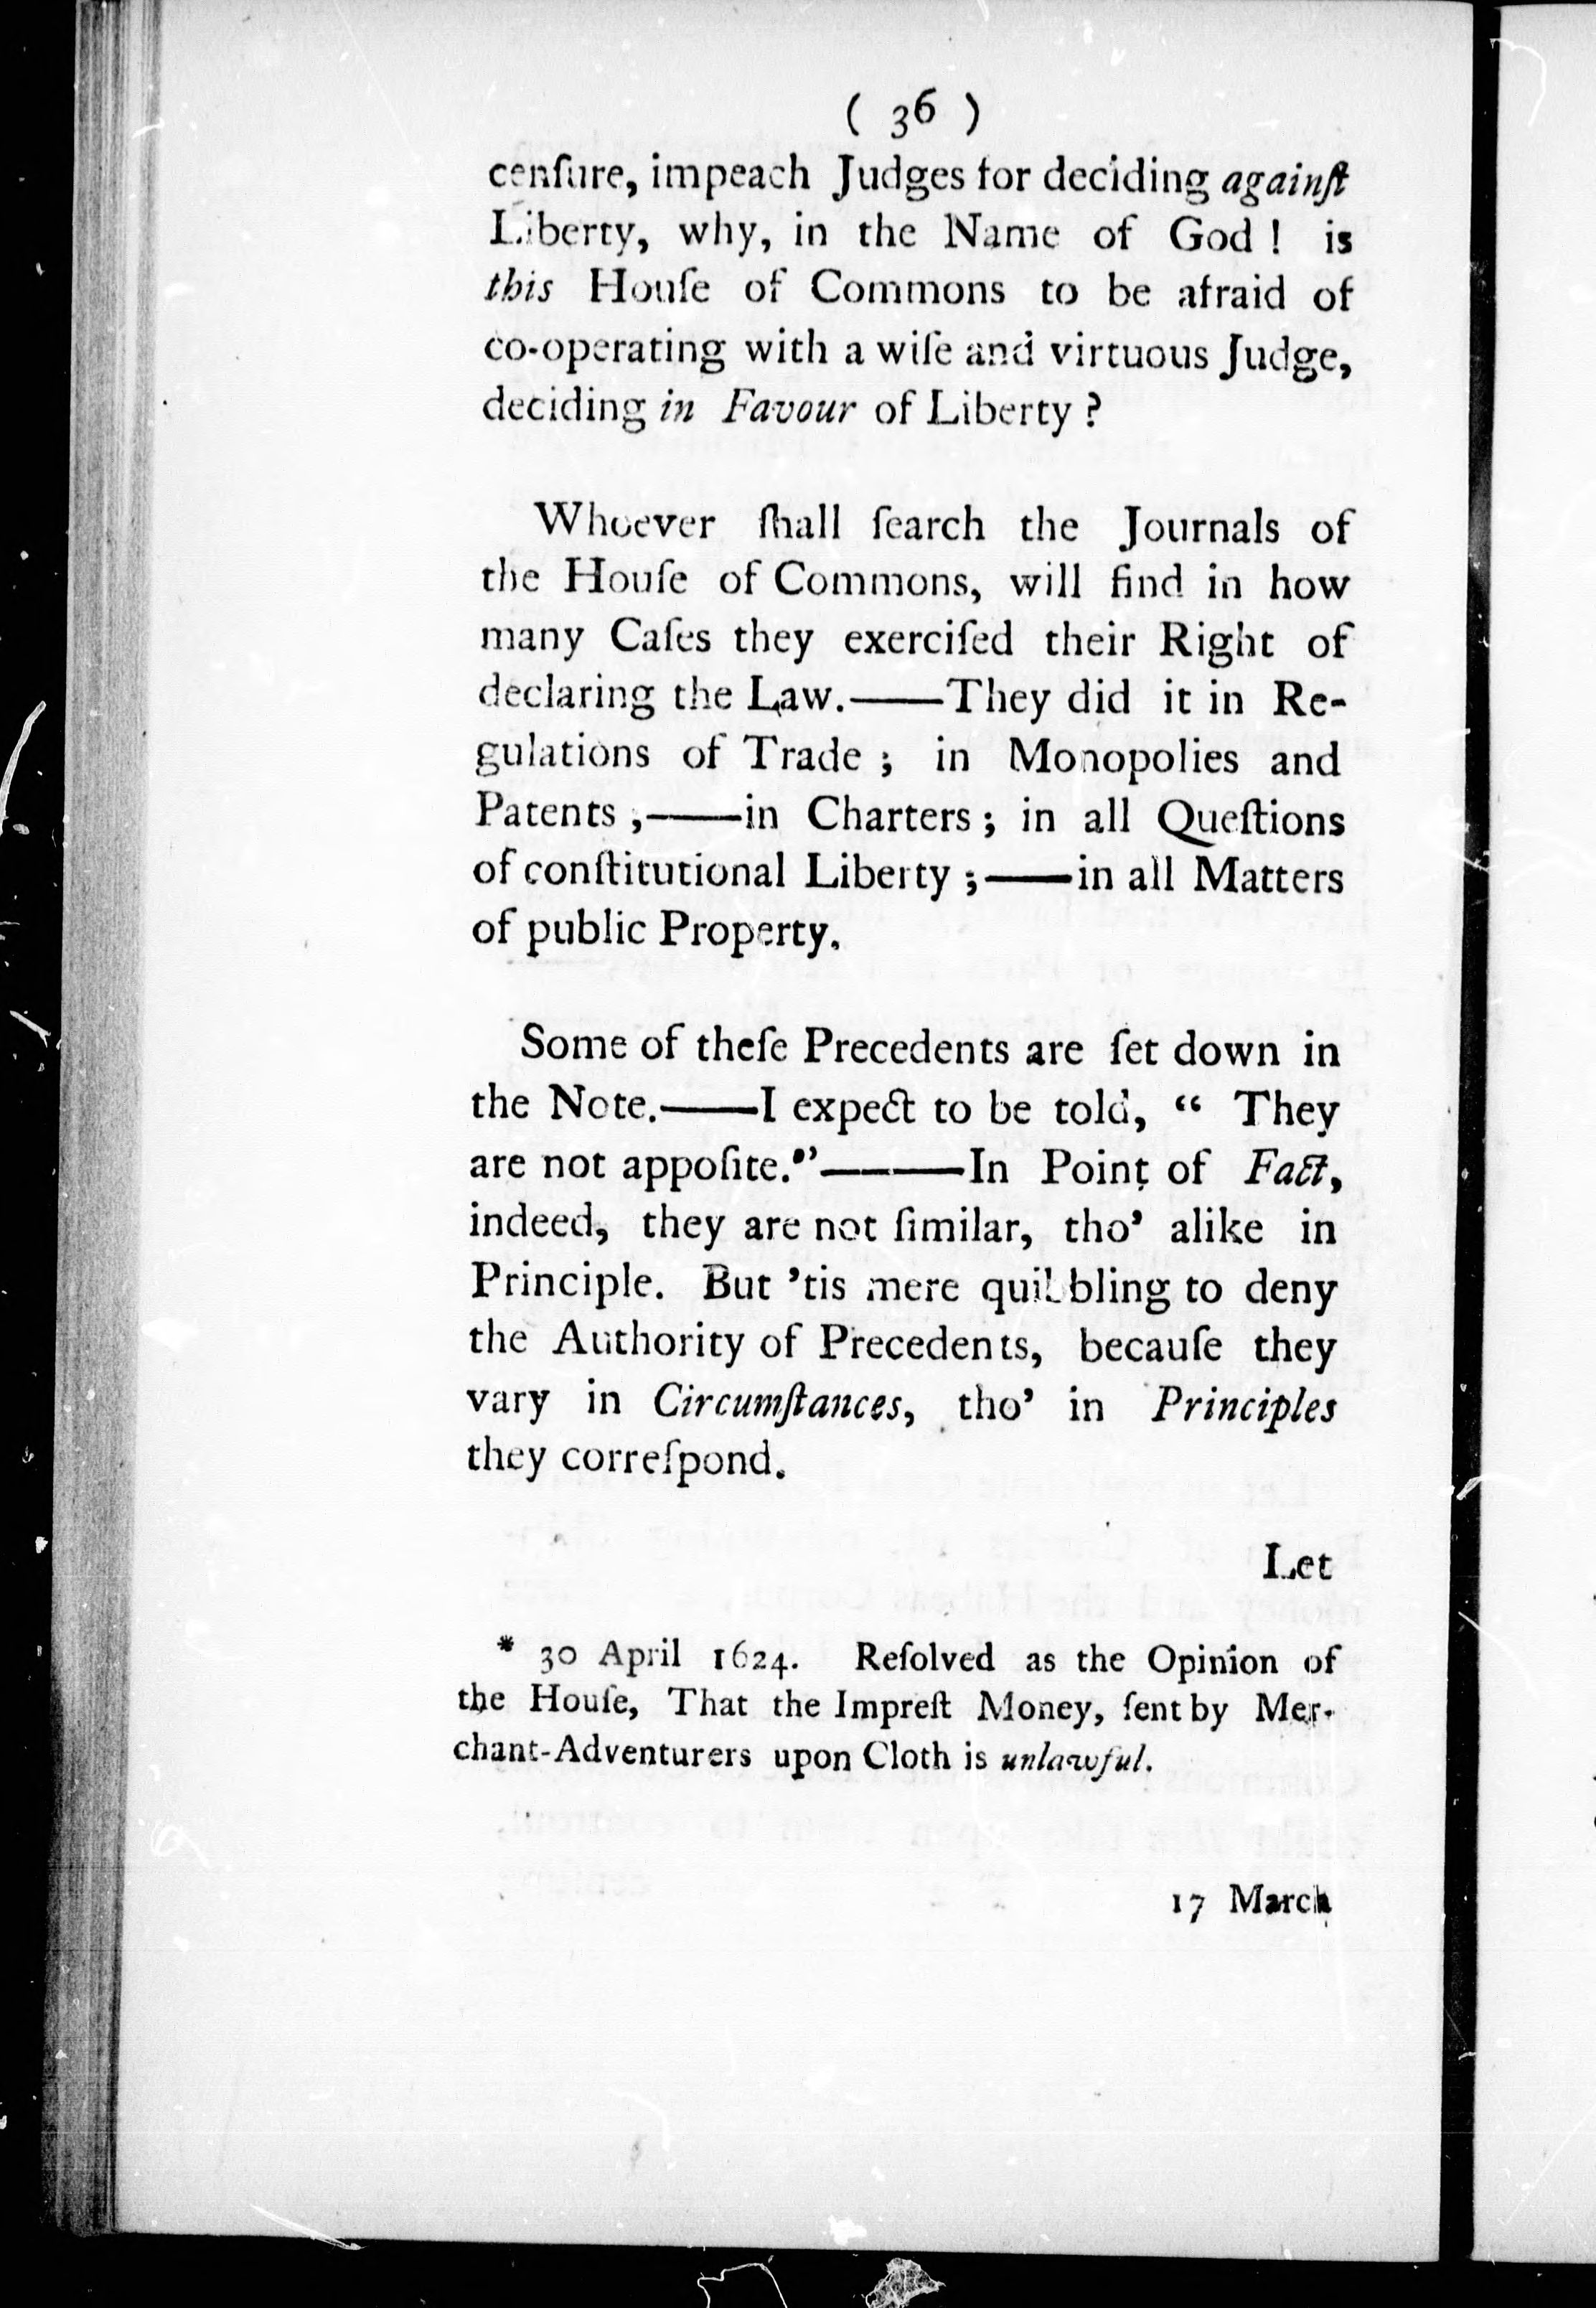 ( 36 )
cenſure, impeach Judges for deciding againſt
Liberty, why, in the Name of God ! is
this Houſe of Commons to be afraid of
co-operating with a wiſe and virtuous Judge,
deciding in Favour of Liberty ?
Whoever ſhall ſearch the Journals of
the Houſe of Commons, will find in how
many Caſes they exerciſed their Right of
declaring the Law.——They did it in Re-
gulations of Trade ; in Monopolies and
Patents ;——in Charters ; in all Queſtions
of conſtitutional Liberty ;——in all Matters
of public Property.
Some of theſe Precedents are ſet down in
the Note.——I expect to be told, “ They
are not appoſite.”———In Point of Fact,
indeed, they are not ſimilar, tho’ alike in
Principle. But ’tis mere quibbling to deny
the Authority of Precedents, becauſe they
vary in Circumſtances, tho’ in Principles
they correſpond.
Let
* 30 April 1624. Reſolved as the Opinion of
the Houſe, That the Impreſt Money, ſent by Mer-
chant-Adventurers upon Cloth is unlawful.
17 March